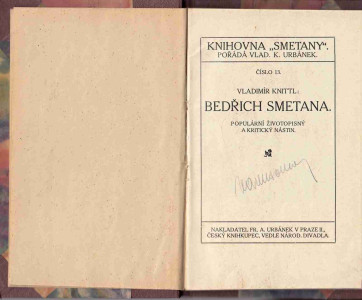 KNIHOVNA „SMETANY“.
POŘÁDÁ VLAD. K. URBÁNEK.
ČÍSLO 13.
VLADIMÍR KNITTL:
BEDŘICH SMETANA.
POPULÁRNÍ ŽIVOTOPISNÝ
A KRITICKÝ NÁSTIN.
NAKLADATEL FR. A. URBÁNEK V PRAZE II.,
ČESKÝ KNIHKUPEC, VEDLE NÁROD. DIVADLA.